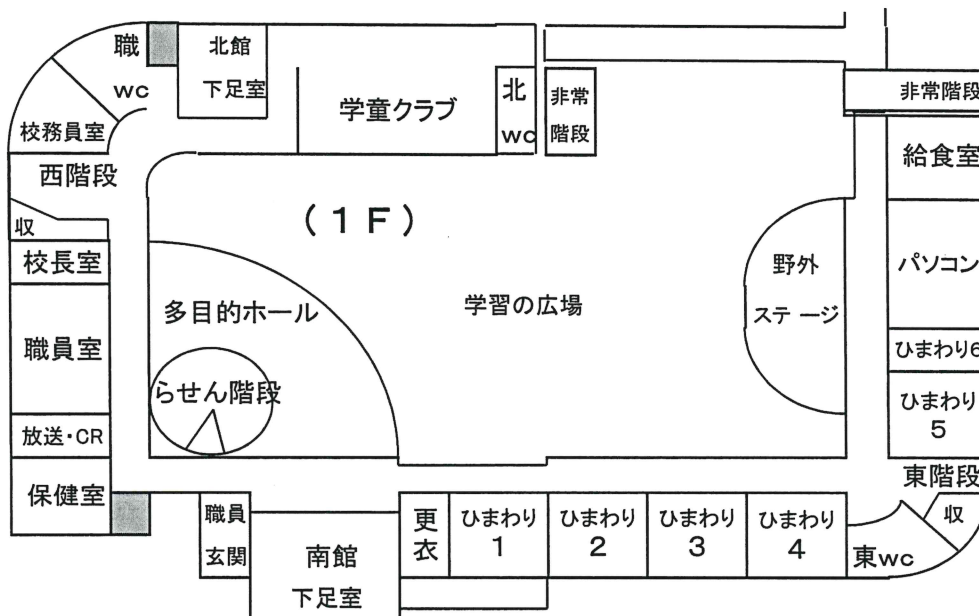 職
WC
北館
下足室
学童クラブ
北
WC
非常
階段
非常階段
校務員室
給食室
西階段
収
(1F)
校長室
野外
ステージ
パソコン
多目的ホール
学習の広場
職員室
らせん階段
ひまわり6
ひまわり
5
放送・CR
保健室
東階段
職員
玄関
南館
下足室
更
衣
ひまわり
1
ひまわり
2
ひまわり
3
ひまわり
4
収
東WC